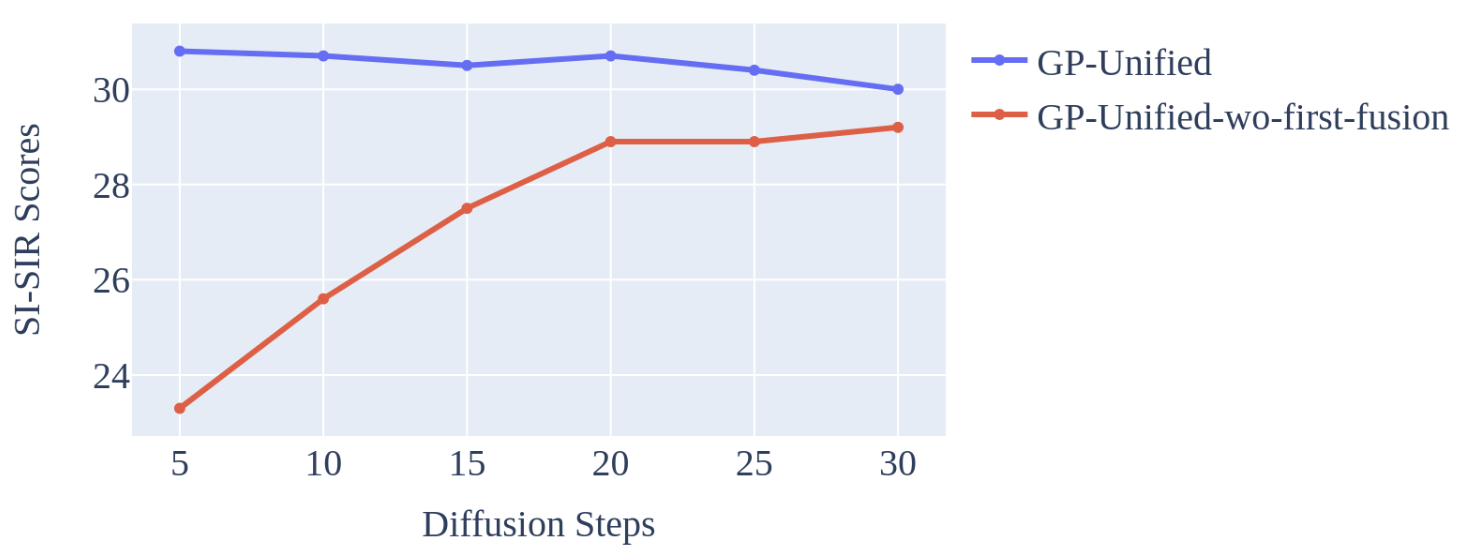 SI-SIR Scores
30
28
26
24
5 10 15 20 25 30
Diffusion Steps
GP-Unified
GP-Unified-wo-first-fusion